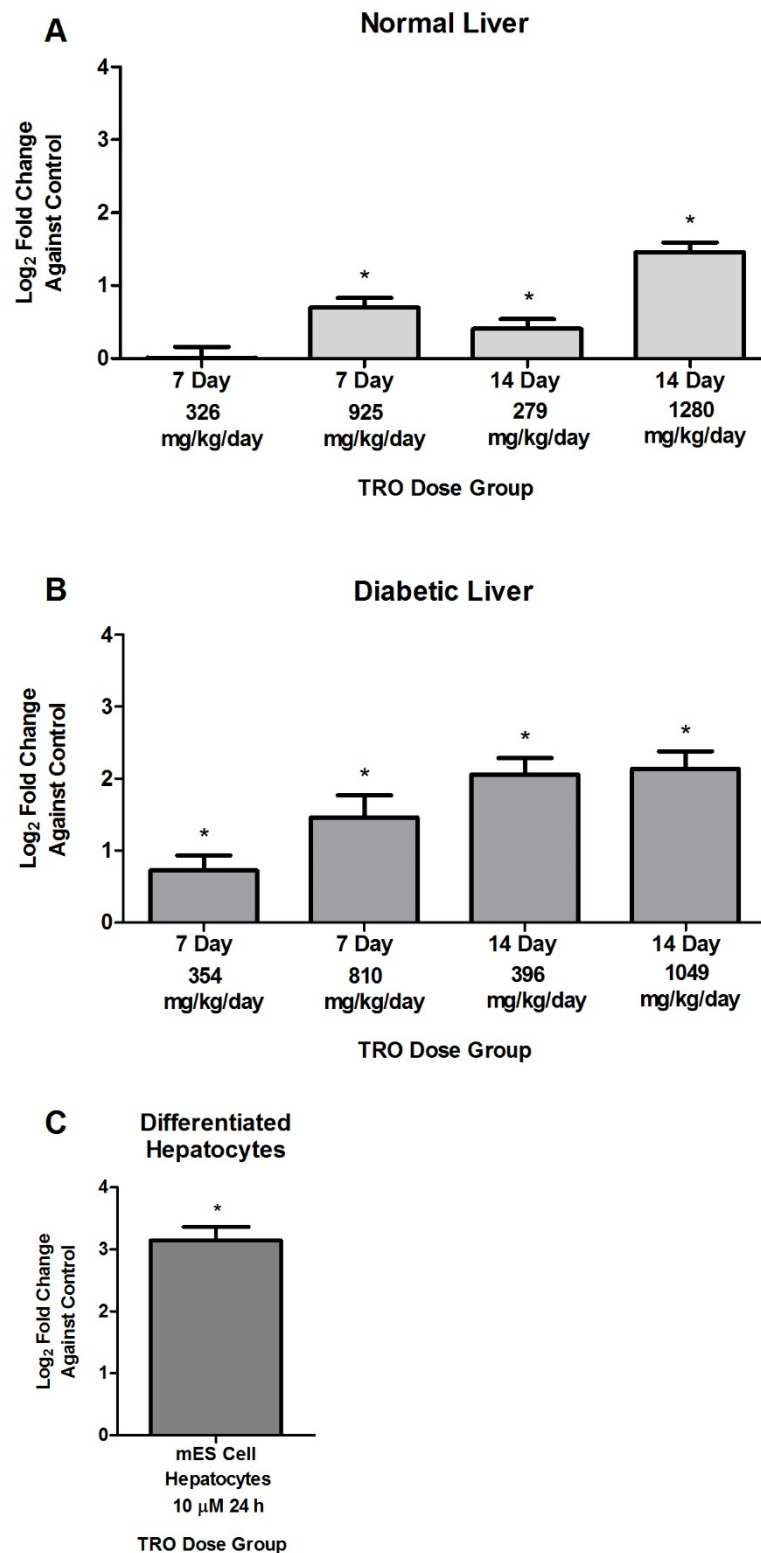 A
Normal Liver
Log₂ Fold Change
Against Control
4
3
2
1
0
*
*
*
7 Day
7 Day
14 Day
14 Day
326
925
279
1280
mg/kg/day
mg/kg/day
mg/kg/day
mg/kg/day
TRO Dose Group
B
Diabetic Liver
Log₂ Fold Change
Against Control
4
3
2
1
0
*
*
*
*
7 Day
7 Day
14 Day
14 Day
354
810
396
1049
mg/kg/day
mg/kg/day
mg/kg/day
mg/kg/day
TRO Dose Group
C
Differentiated
Hepatocytes
Log₂ Fold Change
Against Control
4
3
2
1
0
*
mES Cell
Hepatocytes
10 μM 24 h
TRO Dose Group